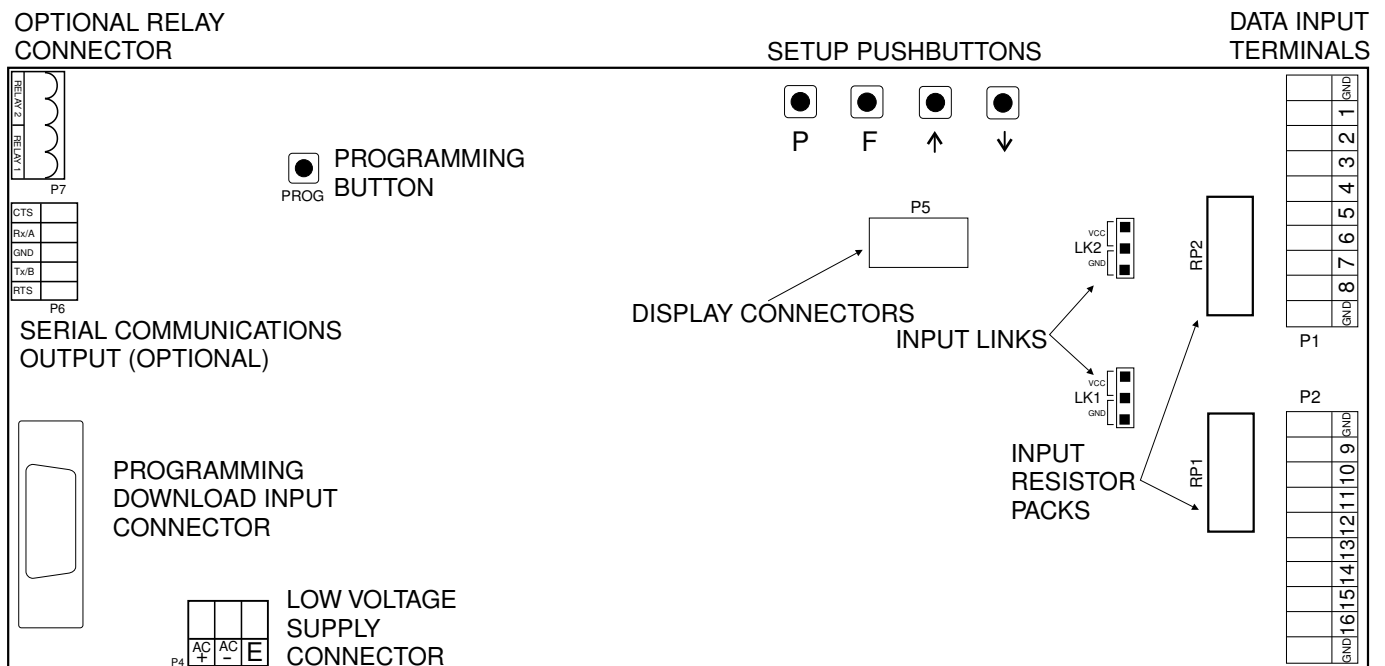 OPTIONAL RELAY
CONNECTOR
SETUP PUSHBUTTONS
DATA INPUT
TERMINALS
RELAY 2
RELAY 1
P7
PROG
PROGRAMMING
BUTTON
P
F
↑
↓
CTS
Rx/A
GND
Tx/B
RTS
P6
SERIAL COMMUNICATIONS
OUTPUT (OPTIONAL)
P5
DISPLAY CONNECTORS
VCC
LK2
GND
INPUT LINKS
VCC
LK1
GND
RP2
RP1
INPUT
RESISTOR
PACKS
GND
1
2
3
4
5
6
7
8
GND
P1
P2
GND
9
10
11
12
13
14
15
16
GND
PROGRAMMING
DOWNLOAD INPUT
CONNECTOR
P4
AC
+
AC
-
E
LOW VOLTAGE
SUPPLY
CONNECTOR